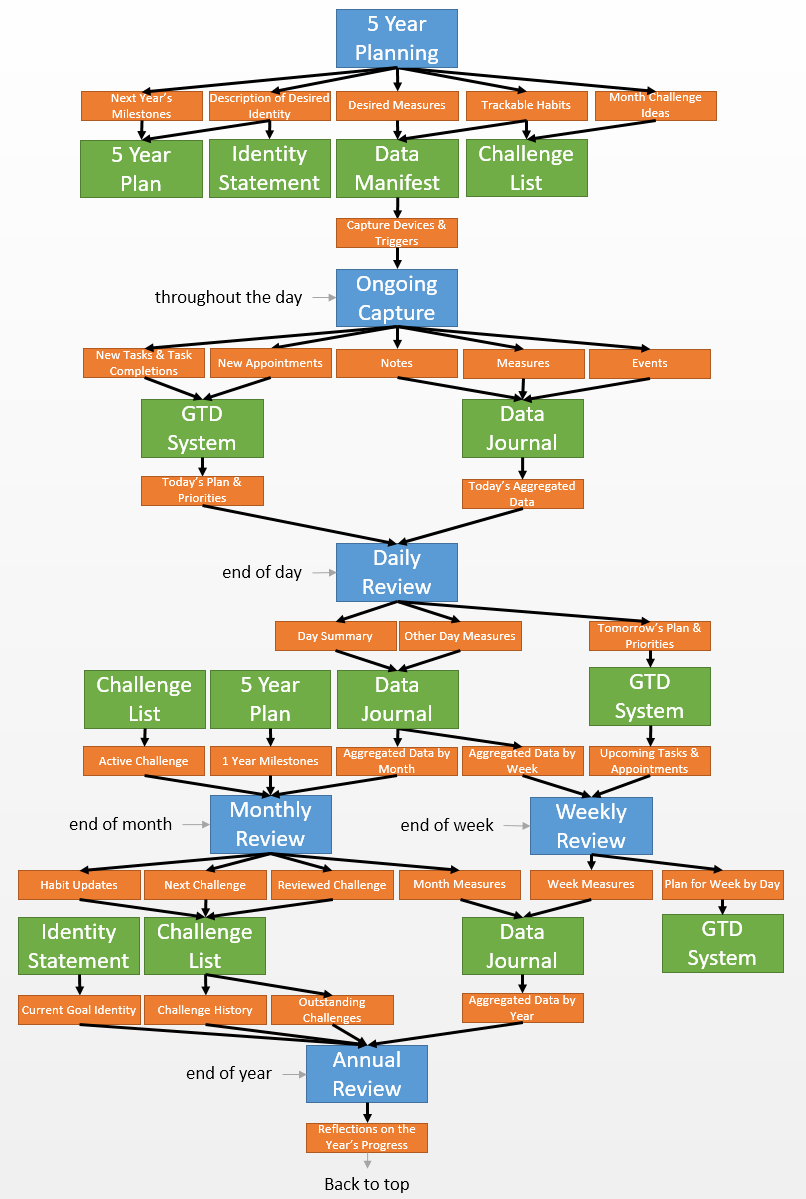 5 Year
Planning
Next Year's
Milestones
Description of Desired
Identity
Desired Measures
Trackable Habits
Month Challenge
Ideas
5 Year
Plan
Identity
Statement
Data
Manifest
Challenge
List
Capture Devices &
Triggers
throughout the day
Ongoing
Capture
New Tasks & Task
Completions
New Appointments
Notes
Measures
Events
GTD
System
Data
Journal
Today's Plan &
Priorities
Today's Aggregated
Data
end of day
Daily
Review
Day Summary
Other Day Measures
Tomorrow's Plan &
Priorities
Challenge
List
5 Year
Plan
Data
Journal
GTD
System
Active Challenge
1 Year Milestones
Aggregated Data by
Month
Aggregated Data by
Week
Upcoming Tasks &
Appointments
end of month
Monthly
Review
end of week
Weekly
Review
Habit Updates
Next Challenge
Reviewed Challenge
Month Measures
Week Measures
Plan for Week by Day
Identity
Statement
Challenge
List
Data
Journal
GTD
System
Current Goal Identity
Challenge History
Outstanding
Challenges
Aggregated Data by
Year
end of year
Annual
Review
Reflections on the
Year's Progress
Back to top